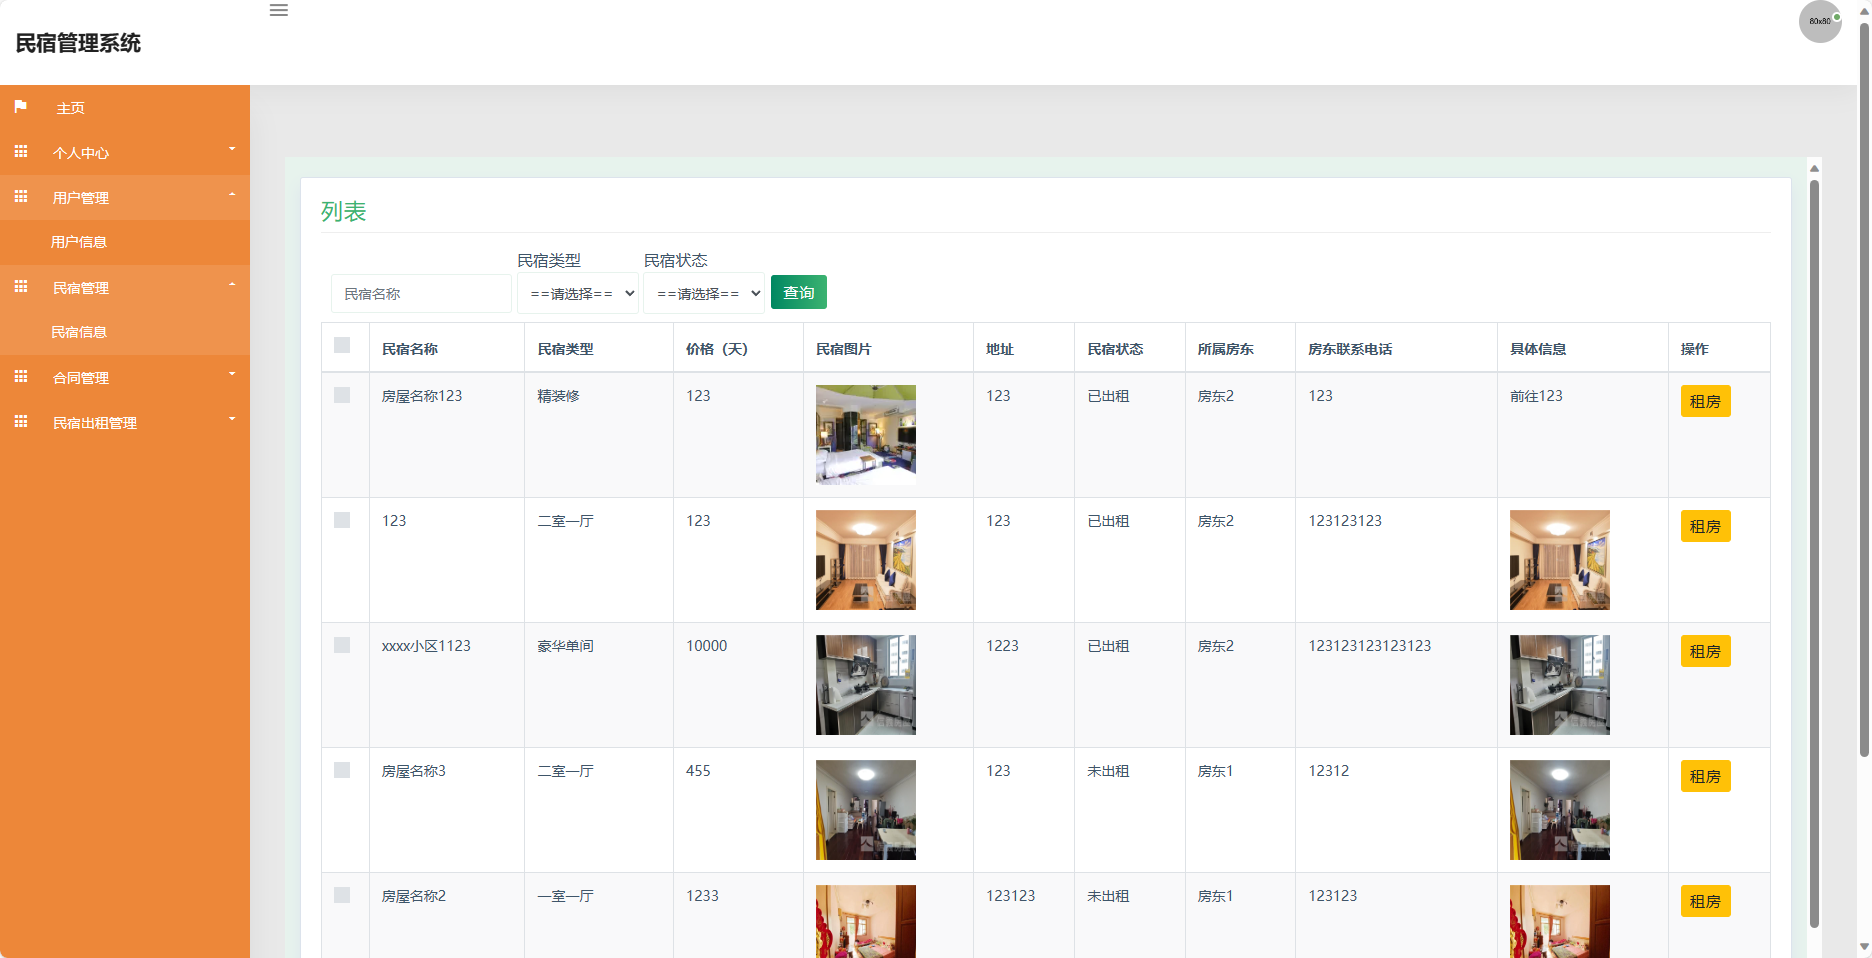 民宿管理系统
80x80
主页
个人中心
用户管理
用户信息
民宿管理
民宿信息
合同管理
民宿出租管理
列表
民宿类型 民宿状态
民宿名称 ==请选择== ==请选择== 查询
民宿名称 民宿类型 价格（天） 民宿图片 地址 民宿状态 所属房东 房东联系电话 具体信息 操作
房屋名称123 精装修 123 123 已出租 房东2 123 前往123 租房
123 二室一厅 123 123 已出租 房东2 123123123 租房
xxxx小区1123 豪华单间 10000 1223 已出租 房东2 123123123123123 租房
房屋名称3 二室一厅 455 123 未出租 房东1 12312 租房
房屋名称2 一室一厅 1233 123123 未出租 房东1 123123 租房